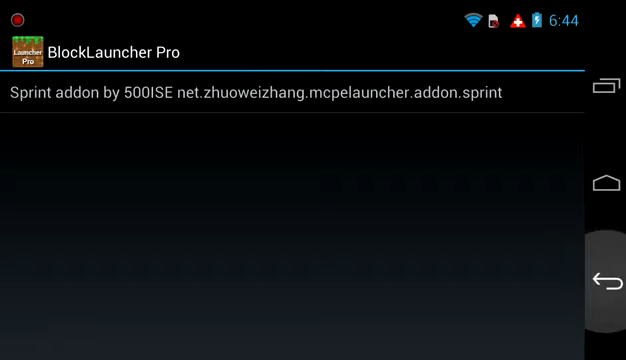 6:44
Launcher
Pro
BlockLauncher Pro
Sprint addon by 500ISE net.zhuoweizhang.mcpelauncher.addon.sprint